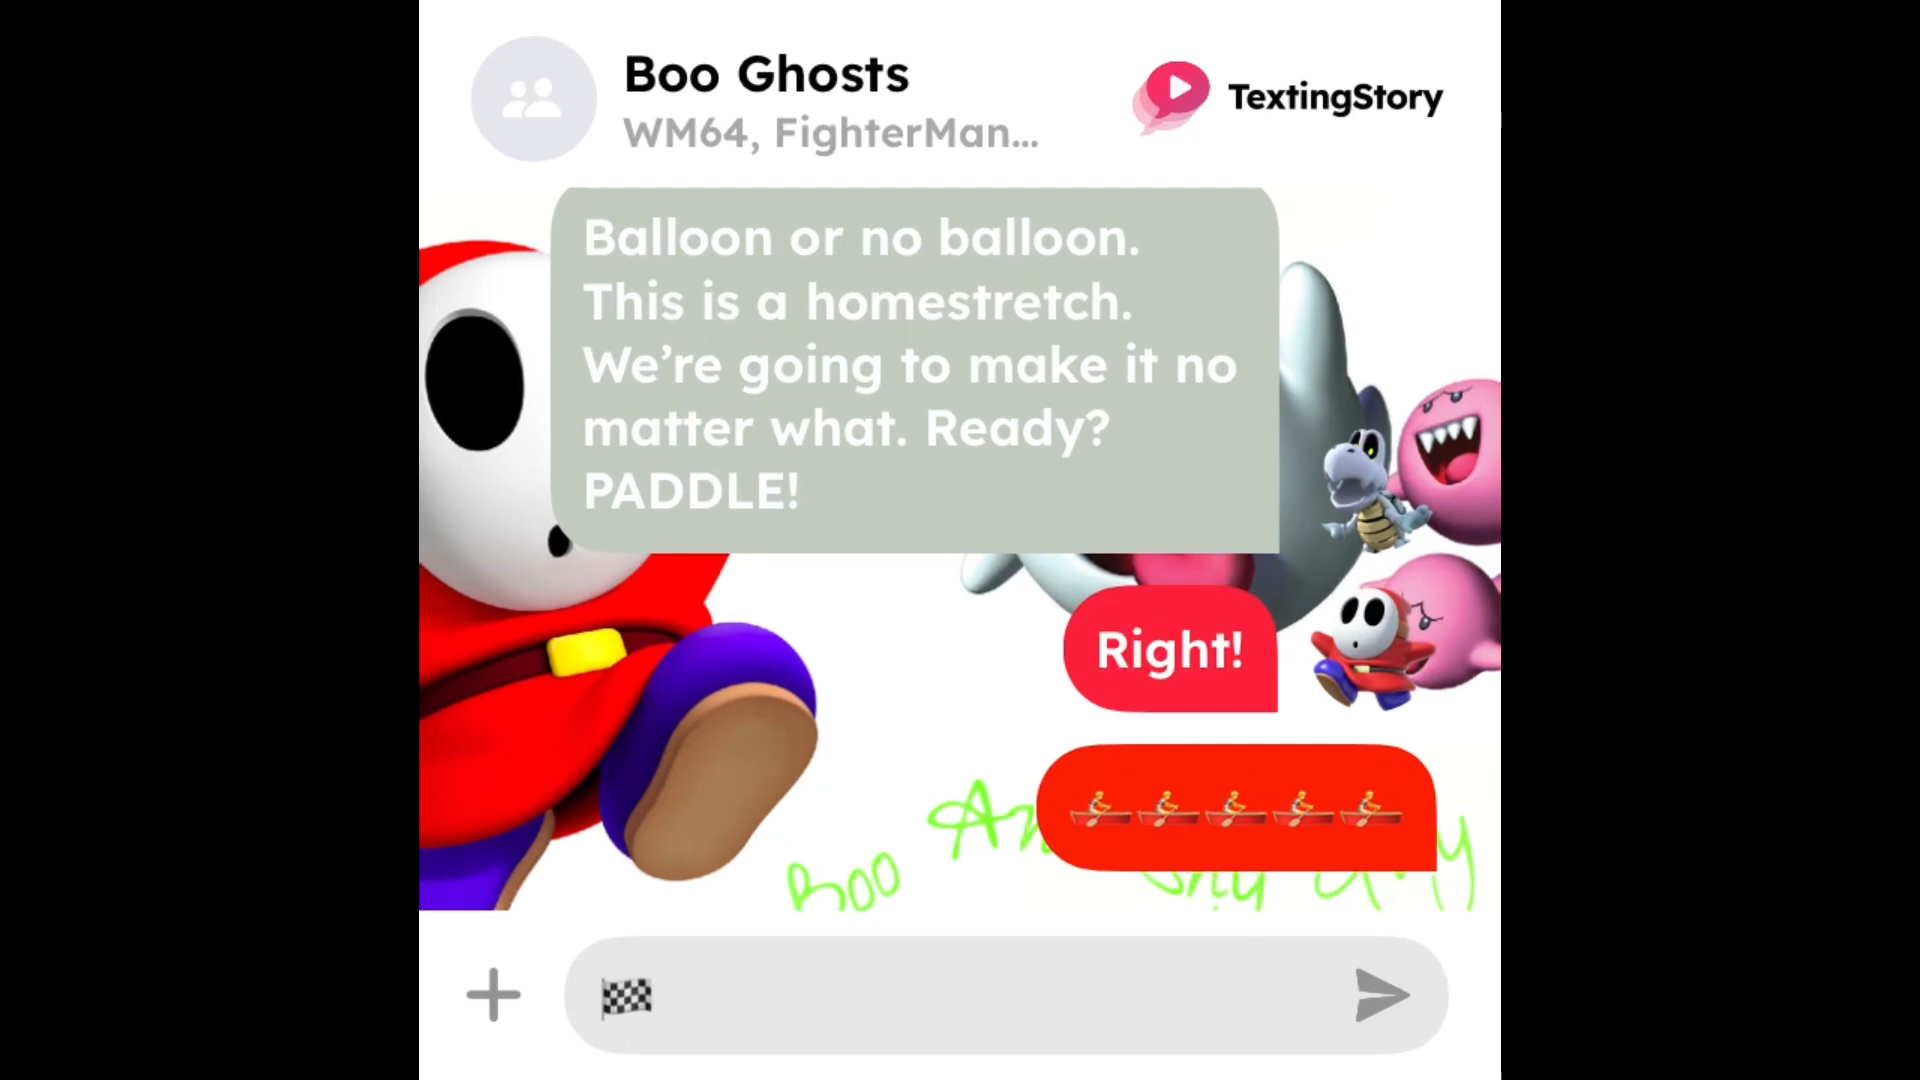 Boo Ghosts
WM64, FighterMan...
TextingStory
Balloon or no balloon.
This is a homestretch.
We’re going to make it no
matter what. Ready?
PADDLE!
Right!
🚣🚣🚣🚣🚣
Boo
🏁